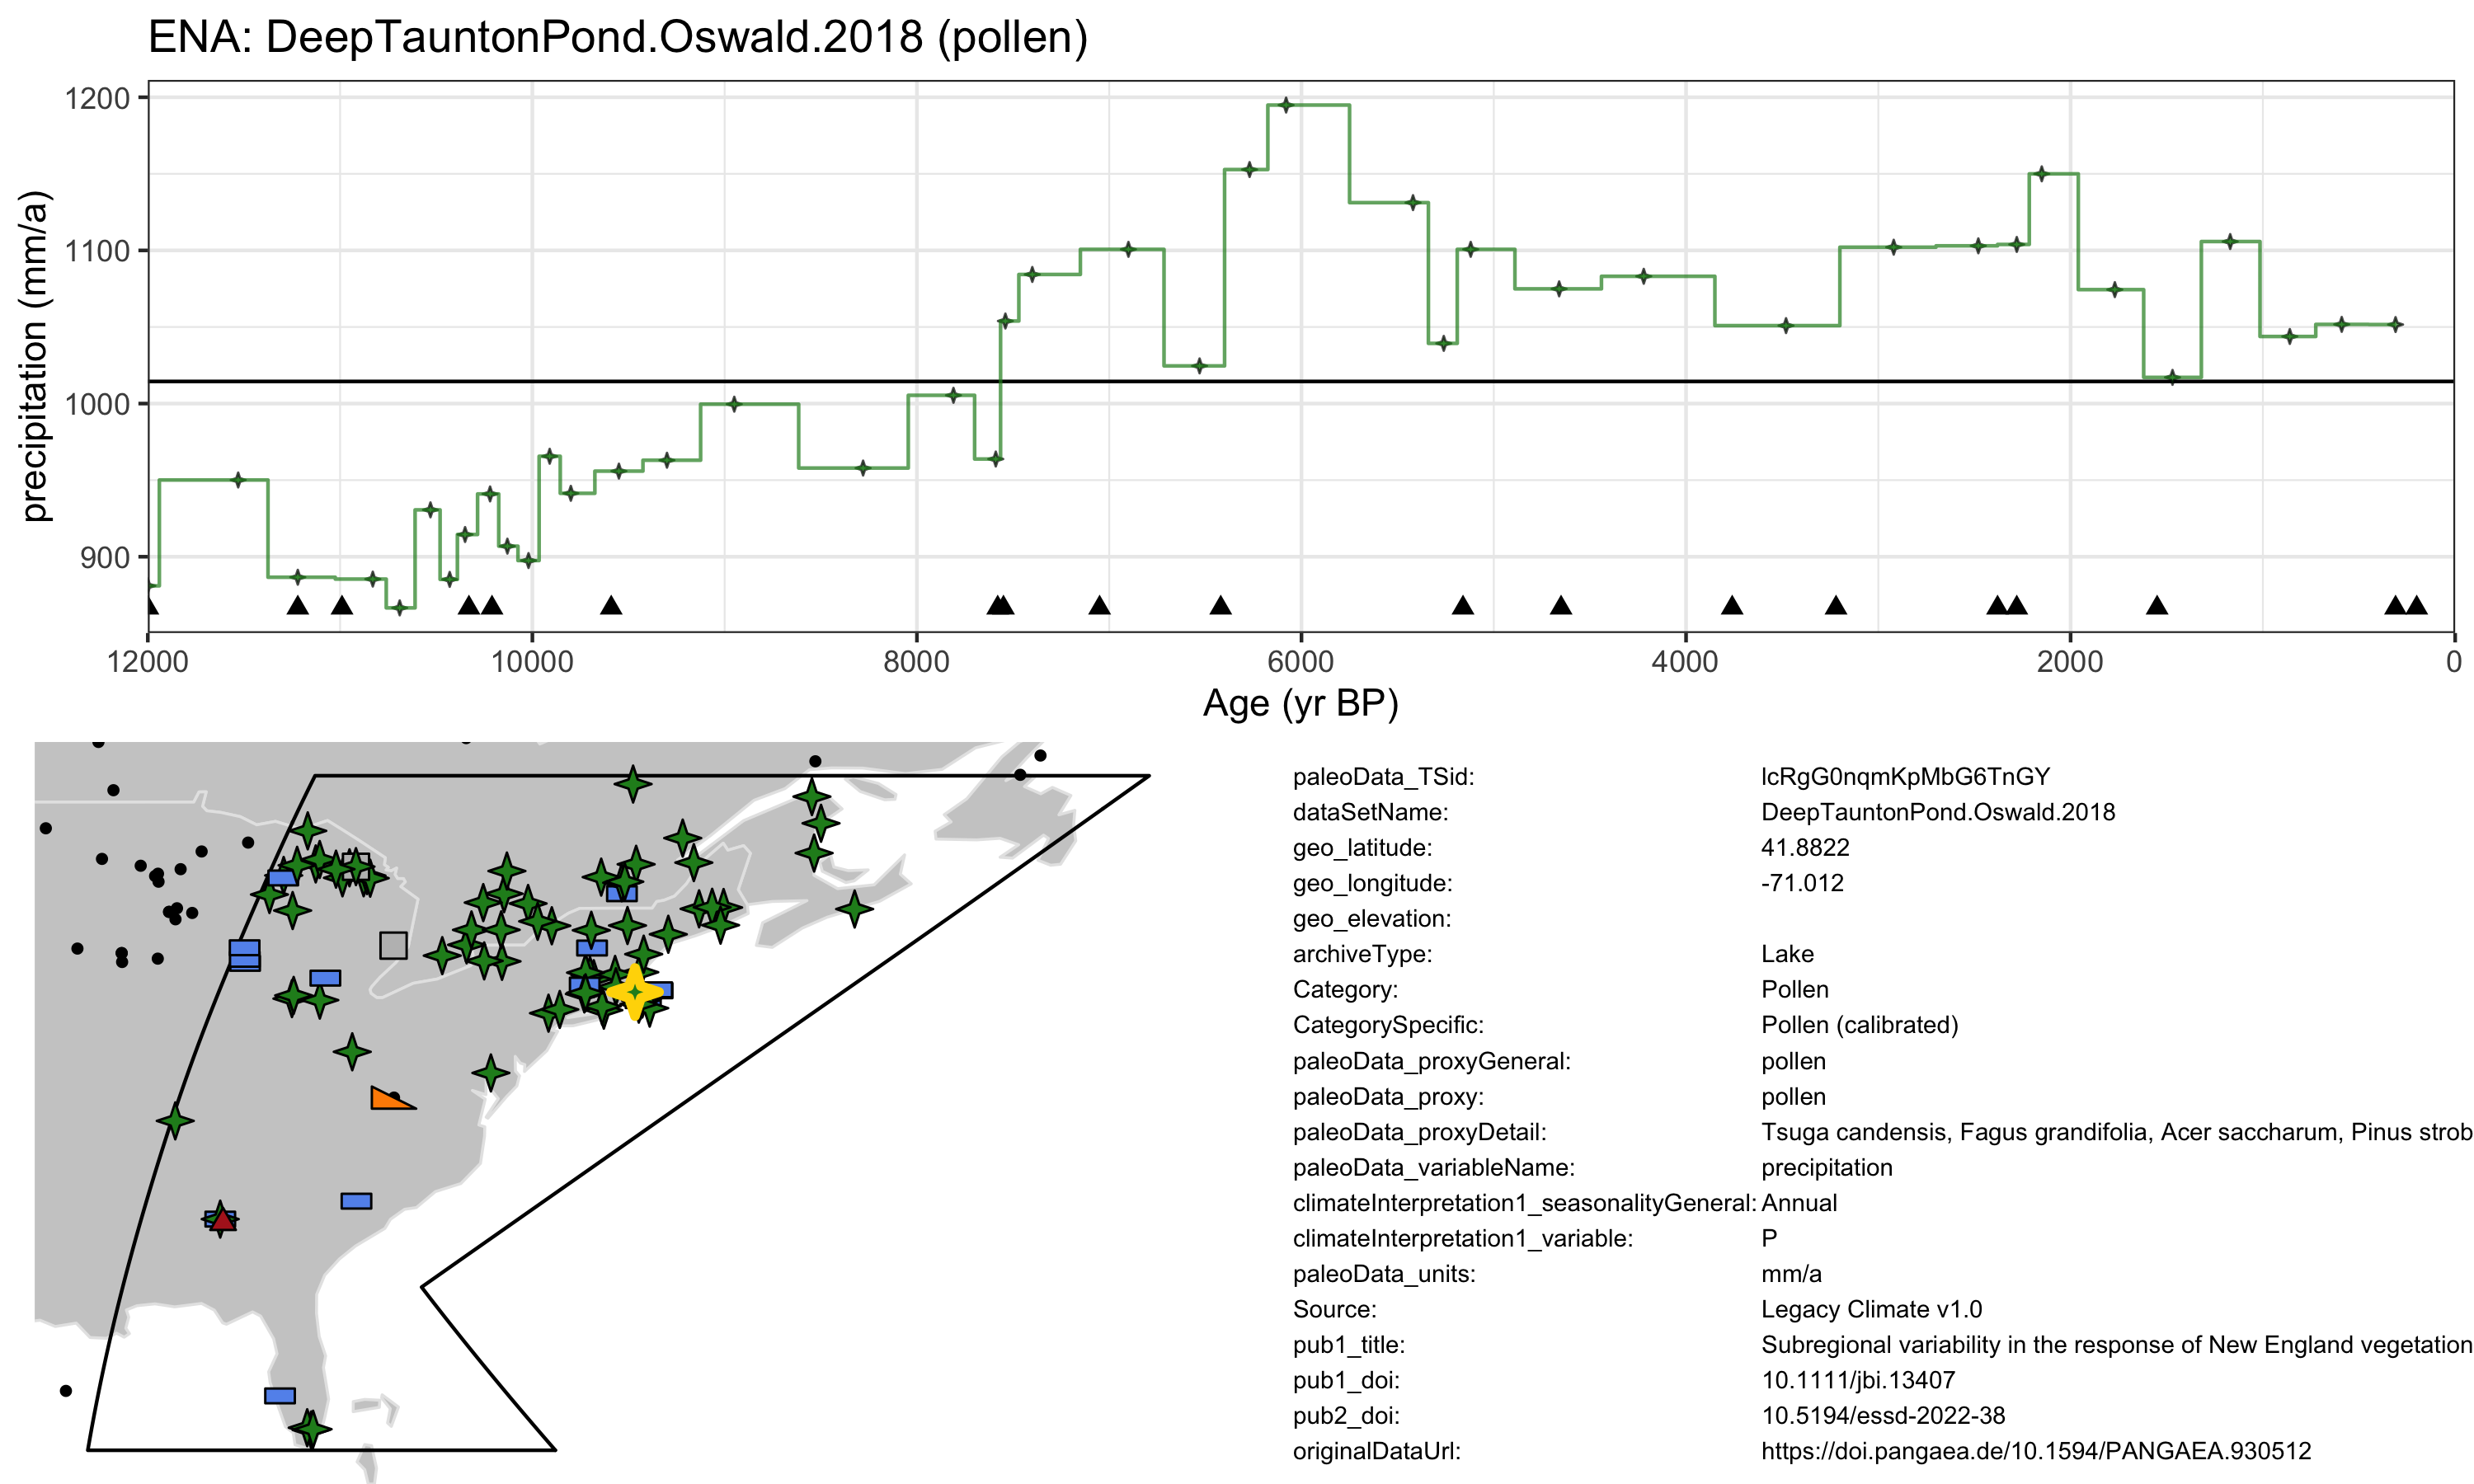 ENA: DeepTauntonPond.Oswald.2018 (pollen)
precipitation (mm/a)
1200
1100
1000
900
12000 10000 8000 6000 4000 2000 0
Age (yr BP)
paleoData_TSid: lcRgG0nqmKpMbG6TnGY
dataSetName: DeepTauntonPond.Oswald.2018
geo_latitude: 41.8822
geo_longitude: -71.012
geo_elevation:
archiveType: Lake
Category: Pollen
CategorySpecific: Pollen (calibrated)
paleoData_proxyGeneral: pollen
paleoData_proxy: pollen
paleoData_proxyDetail: Tsuga candensis, Fagus grandifolia, Acer saccharum, Pinus strob
paleoData_variableName: precipitation
climateInterpretation1_seasonalityGeneral: Annual
climateInterpretation1_variable: P
paleoData_units: mm/a
Source: Legacy Climate v1.0
pub1_title: Subregional variability in the response of New England vegetation
pub1_doi: 10.1111/jbi.13407
pub2_doi: 10.5194/essd-2022-38
originalDataUrl: https://doi.pangaea.de/10.1594/PANGAEA.930512